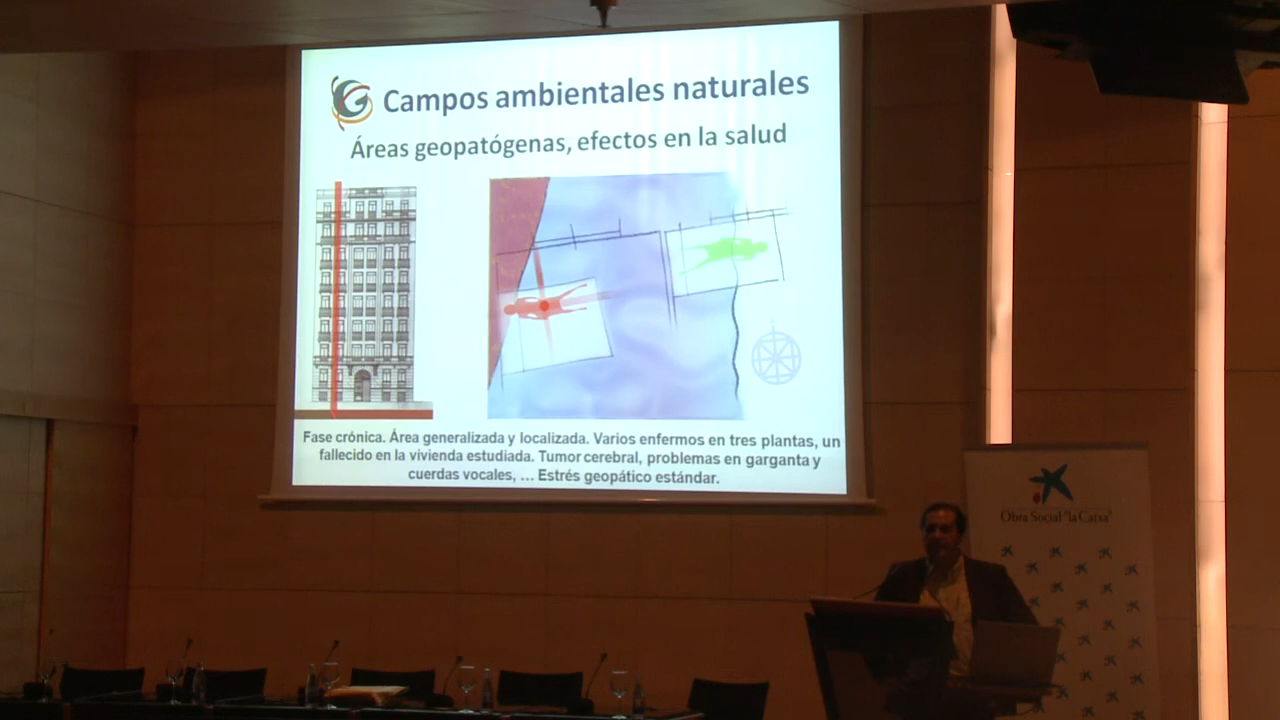 Campos ambientales naturales
Áreas geopatógenas, efectos en la salud
Fase crónica. Área generalizada y localizada. Varios enfermos en tres plantas, un
fallecido en la vivienda estudiada. Tumor cerebral, problemas en garganta y
cuerdas vocales, ... Estrés geopático estándar.
Obra Social "la Caixa"